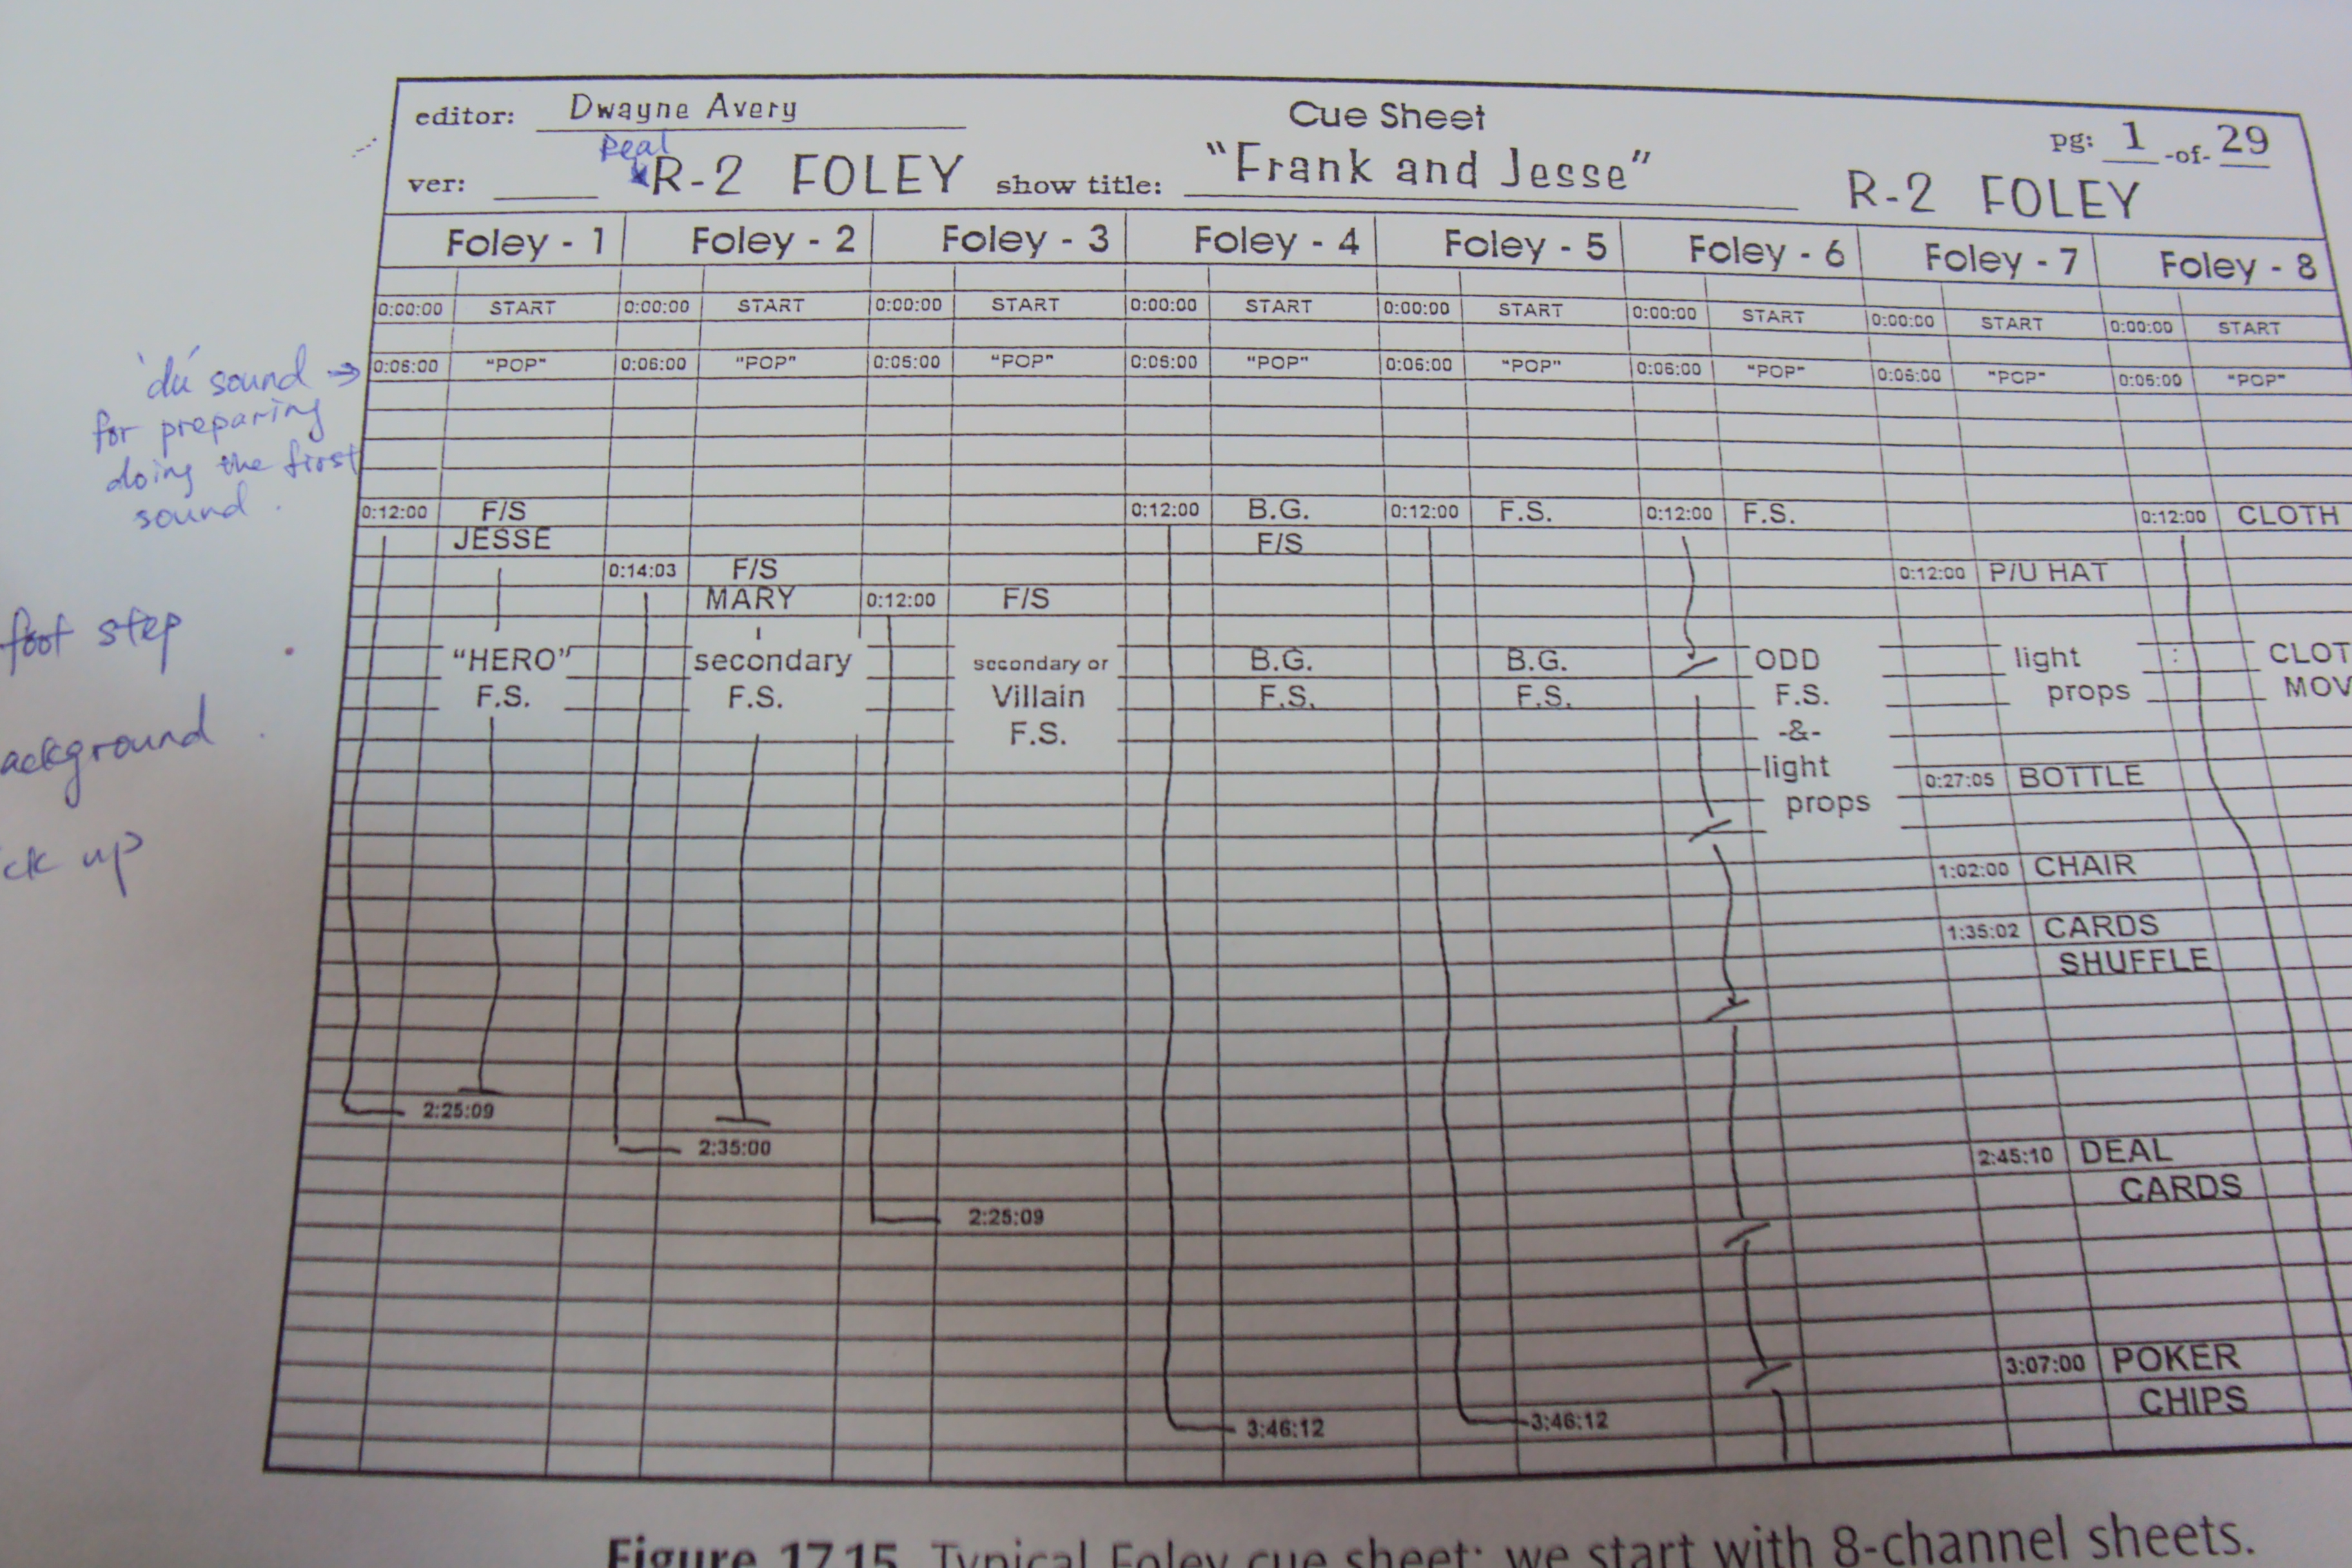 editor: Dwayne Avery
Cue Sheet
pg: 1 -of- 29
Real
ver: R-2 FOLEY show title: "Frank and Jesse" R-2 FOLEY
Foley - 1 Foley - 2 Foley - 3 Foley - 4 Foley - 5 Foley - 6 Foley - 7 Foley - 8
0:00:00 START 0:00:00 START 0:00:00 START 0:00:00 START 0:00:00 START 0:00:00 START 0:00:00 START 0:00:00 START
0:06:00 "POP" 0:06:00 "POP" 0:06:00 "POP" 0:06:00 "POP" 0:06:00 "POP" 0:06:00 "POP" 0:06:00 "POP" 0:06:00 "POP"
'dú sound →
for preparing
doing the first
sound.
0:12:00 F/S 0:12:00 B.G. 0:12:00 F.S. 0:12:00 F.S. 0:12:00 CLOTH
JESSE F/S
0:14:03 F/S 0:12:00 P/U HAT
MARY 0:12:00 F/S
foot step
"HERO" secondary secondary or B.G. B.G. ODD light : CLOT
F.S. F.S. Villain F.S. F.S. F.S. props MOV
F.S. -&-
ackground.
light 0:27:05 BOTTLE
props
ck up
1:02:00 CHAIR
1:35:02 CARDS
SHUFFLE
2:25:09
2:35:00 2:45:10 DEAL
CARDS
2:25:09
3:07:00 POKER
CHIPS
3:46:12 3:46:12
Figure 17.15 Typical Foley cue sheet; we start with 8-channel sheets.